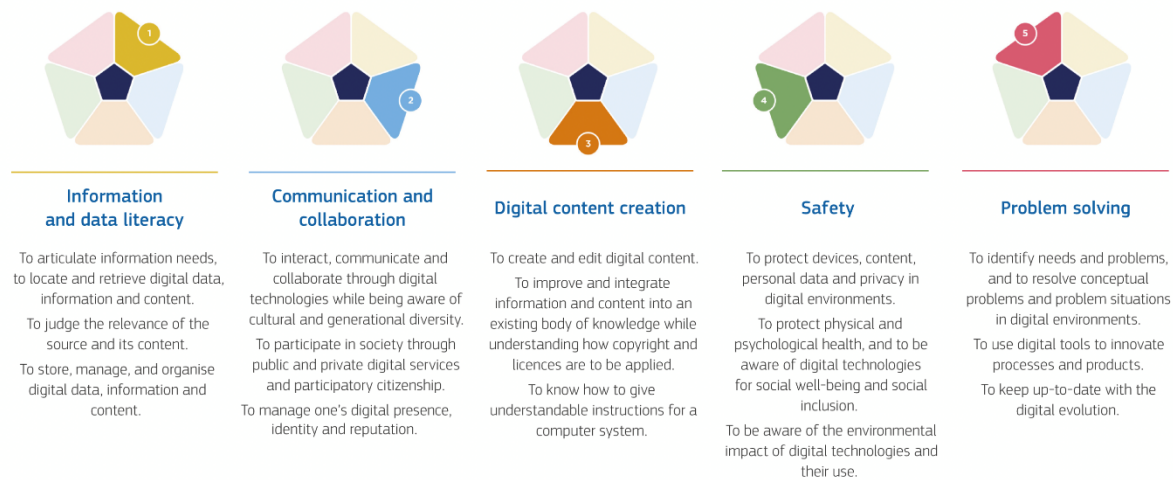 1
2
3
4
5
Information
and data literacy
To articulate information needs,
to locate and retrieve digital data,
information and content.
To judge the relevance of the
source and its content.
To store, manage, and organise
digital data, information and
content.
Communication and
collaboration
To interact, communicate and
collaborate through digital
technologies while being aware of
cultural and generational diversity.
To participate in society through
public and private digital services
and participatory citizenship.
To manage one's digital presence,
identity and reputation.
Digital content creation
To create and edit digital content.
To improve and integrate
information and content into an
existing body of knowledge while
understanding how copyright and
licences are to be applied.
To know how to give
understandable instructions for a
computer system.
Safety
To protect devices, content,
personal data and privacy in
digital environments.
To protect physical and
psychological health, and to be
aware of digital technologies
for social well-being and social
inclusion.
To be aware of the environmental
impact of digital technologies and
their use.
Problem solving
To identify needs and problems,
and to resolve conceptual
problems and problem situations
in digital environments.
To use digital tools to innovate
processes and products.
To keep up-to-date with the
digital evolution.